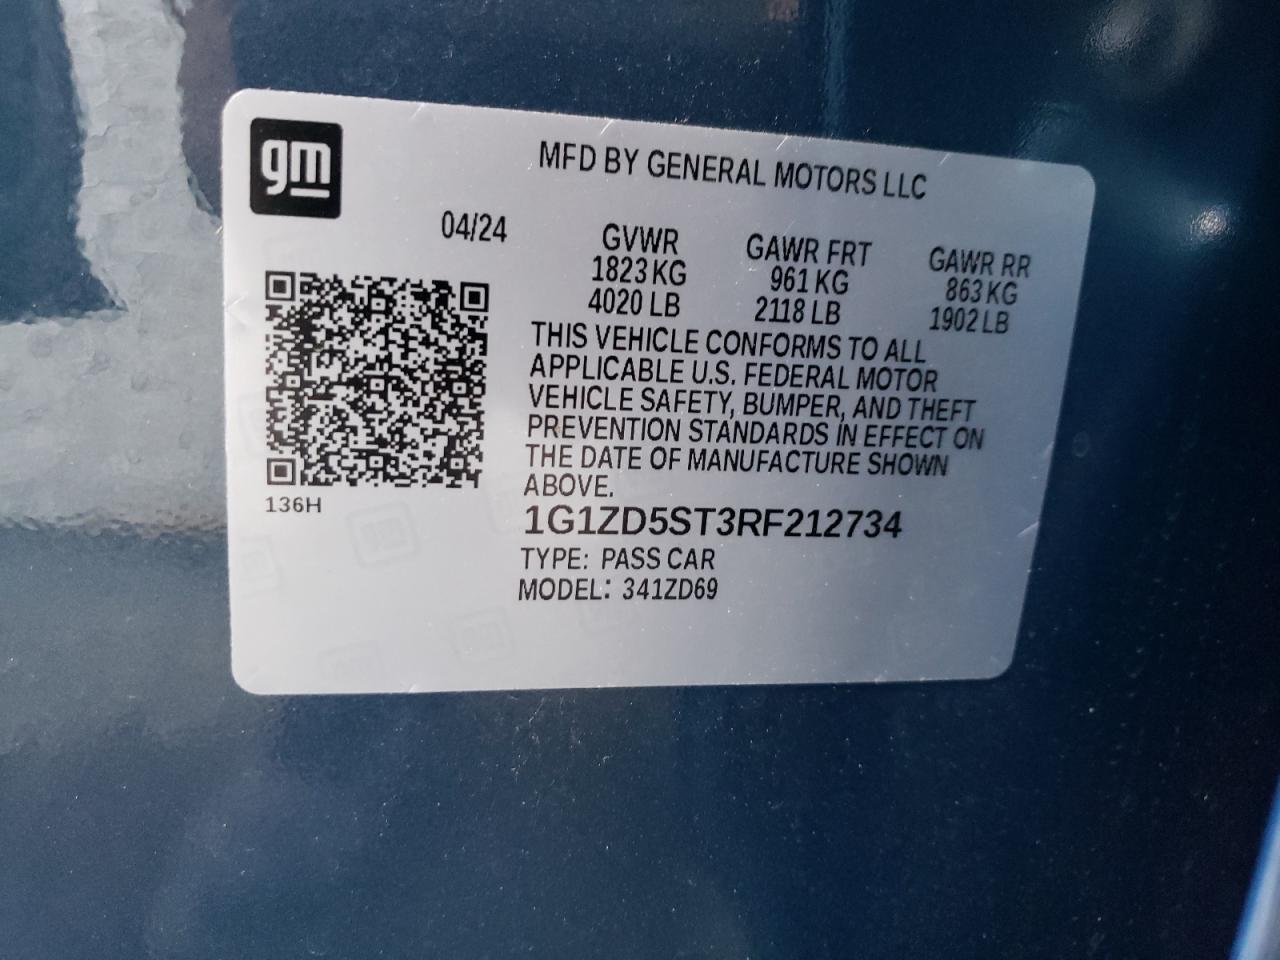 gm
MFD BY GENERAL MOTORS LLC
04/24
GVWR GAWR FRT GAWR RR
1823 KG 961 KG 863 KG
4020 LB 2118 LB 1902 LB
THIS VEHICLE CONFORMS TO ALL
APPLICABLE U.S. FEDERAL MOTOR
VEHICLE SAFETY, BUMPER, AND THEFT
PREVENTION STANDARDS IN EFFECT ON
THE DATE OF MANUFACTURE SHOWN
ABOVE.
136H
1G1ZD5ST3RF212734
TYPE: PASS CAR
MODEL: 341ZD69